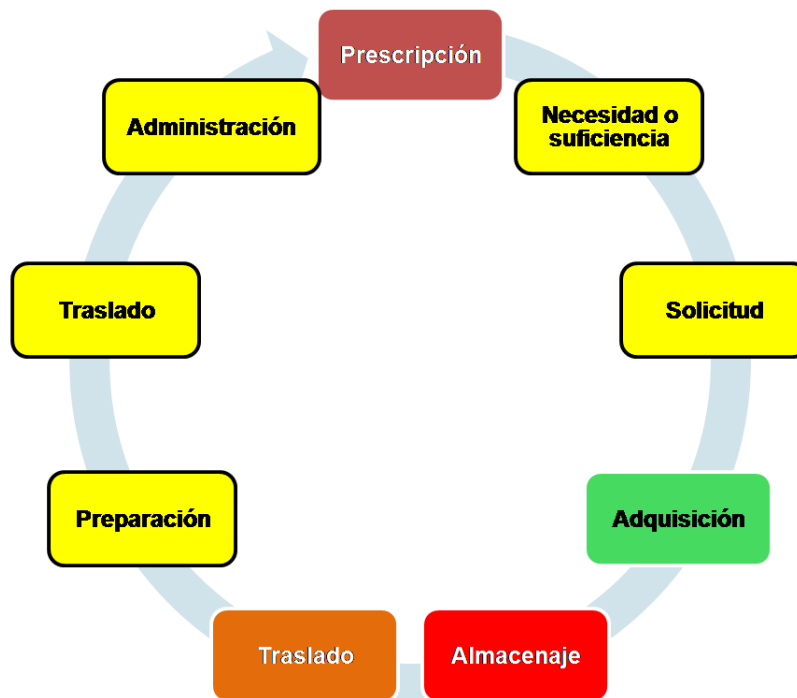 Prescripción
Necesidad o
suficiencia
Solicitud
Adquisición
Almacenaje
Traslado
Preparación
Traslado
Administración